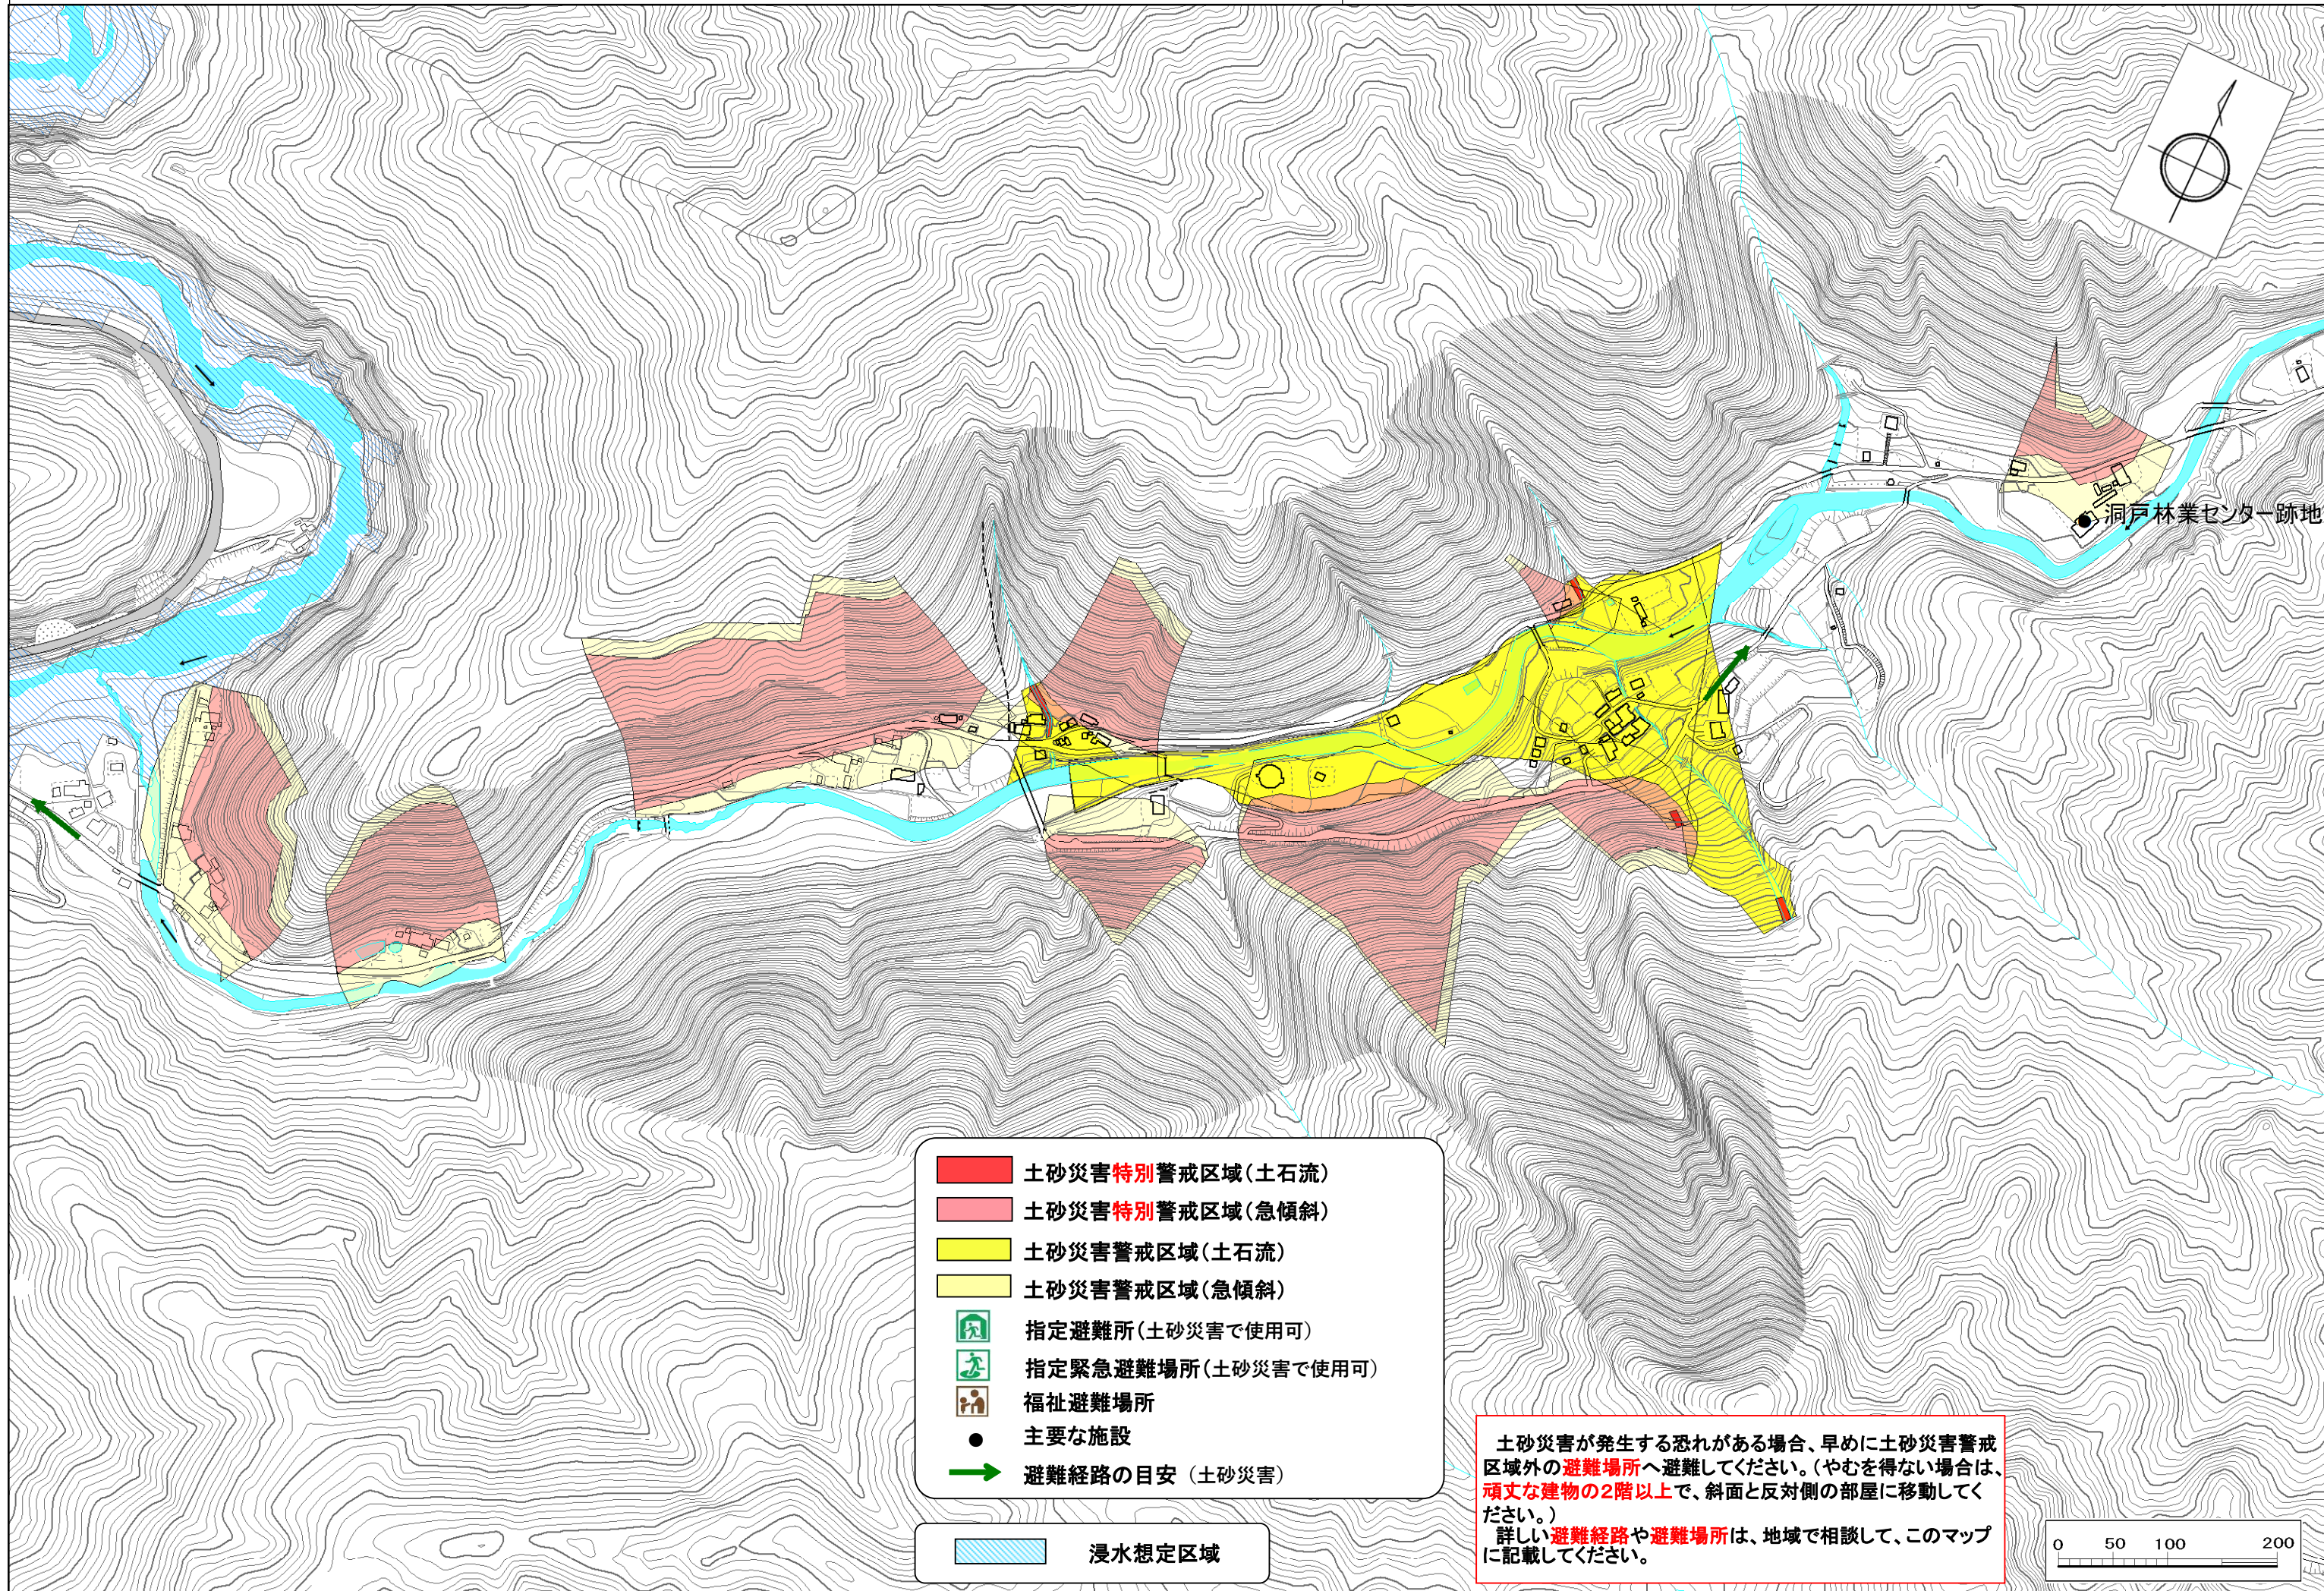 洞戸林業センター跡地
土砂災害特別警戒区域(土石流)
土砂災害特別警戒区域(急傾斜)
土砂災害警戒区域(土石流)
土砂災害警戒区域(急傾斜)
指定避難所(土砂災害で使用可)
指定緊急避難場所(土砂災害で使用可)
福祉避難場所
主要な施設
避難経路の目安 (土砂災害)
浸水想定区域
土砂災害が発生する恐れがある場合、早めに土砂災害警戒
区域外の避難場所へ避難してください。(やむを得ない場合は、
頑丈な建物の2階以上で、斜面と反対側の部屋に移動してく
ださい。)
詳しい避難経路や避難場所は、地域で相談して、このマップ
に記載してください。
0 50 100 200